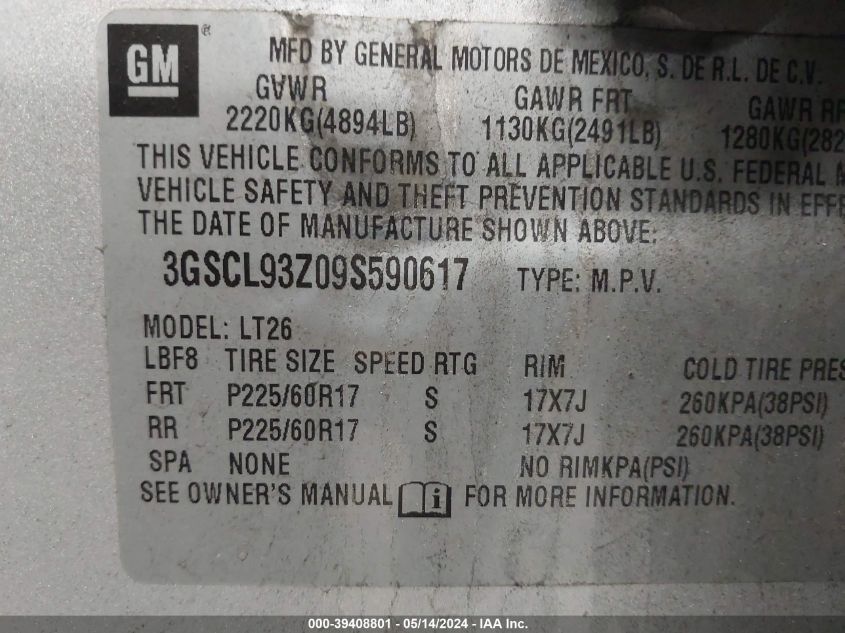 GM ®
MFD BY GENERAL MOTORS DE MEXICO, S. DE R.L. DE C.V.
GVWR GAWR FRT GAWR RR
2220KG(4894LB) 1130KG(2491LB) 1280KG(282
THIS VEHICLE CONFORMS TO ALL APPLICABLE U.S. FEDERAL M
VEHICLE SAFETY AND THEFT PREVENTION STANDARDS IN EFFE
THE DATE OF MANUFACTURE SHOWN ABOVE:
3GSCL93Z09S590617 TYPE: M.P.V.
MODEL: LT26
LBF8 TIRE SIZE SPEED RTG RIM COLD TIRE PRES
FRT P225/60R17 S 17X7J 260KPA(38PSI)
RR P225/60R17 S 17X7J 260KPA(38PSI)
SPA NONE NO RIMKPA(PSI)
SEE OWNER'S MANUAL i FOR MORE INFORMATION.
000-39408801 / 05/14/2024 - IAA Inc.